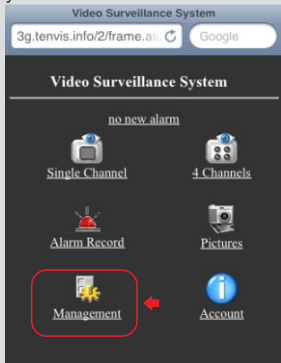 Video Surveillance System
3g.tenvis.info/2/frame.as
Google
Video Surveillance System
no new alarm
Single Channel
4 Channels
Alarm Record
Pictures
Management
Account